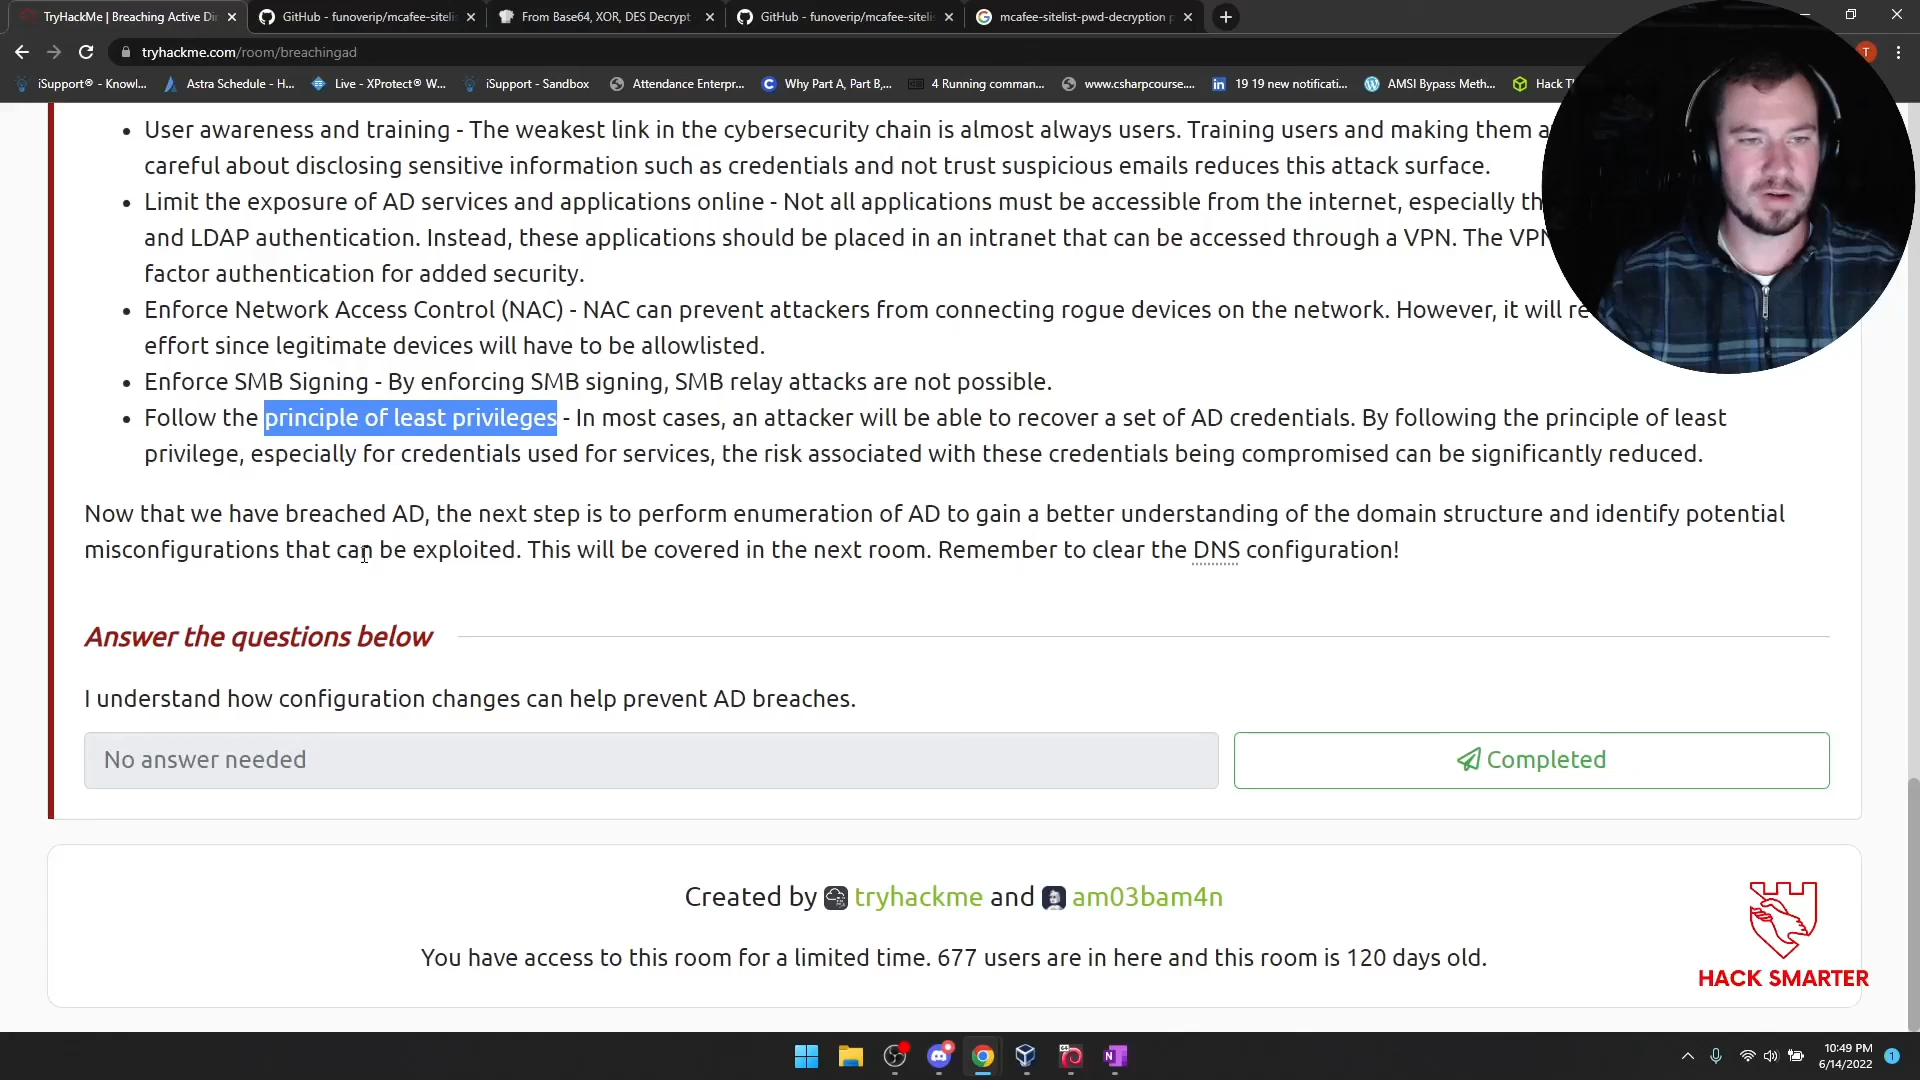 TryHackMe | Breaching Active Dir
GitHub - funoverip/mcafee-sitelis
From Base64, XOR, DES Decrypt
GitHub - funoverip/mcafee-sitelis
mcafee-sitelist-pwd-decryption p
tryhackme.com/room/breachingad
T
iSupport® - Knowl...
Astra Schedule - H...
Live - XProtect® W...
iSupport - Sandbox
Attendance Enterpr...
Why Part A, Part B,...
4 Running comman...
www.csharpcourse....
19 19 new notificati...
AMSI Bypass Meth...
Hack T
• User awareness and training - The weakest link in the cybersecurity chain is almost always users. Training users and making them a
careful about disclosing sensitive information such as credentials and not trust suspicious emails reduces this attack surface.
• Limit the exposure of AD services and applications online - Not all applications must be accessible from the internet, especially th
and LDAP authentication. Instead, these applications should be placed in an intranet that can be accessed through a VPN. The VPN
factor authentication for added security.
• Enforce Network Access Control (NAC) - NAC can prevent attackers from connecting rogue devices on the network. However, it will re
effort since legitimate devices will have to be allowlisted.
• Enforce SMB Signing - By enforcing SMB signing, SMB relay attacks are not possible.
• Follow the principle of least privileges - In most cases, an attacker will be able to recover a set of AD credentials. By following the principle of least
privilege, especially for credentials used for services, the risk associated with these credentials being compromised can be significantly reduced.
Now that we have breached AD, the next step is to perform enumeration of AD to gain a better understanding of the domain structure and identify potential
misconfigurations that can be exploited. This will be covered in the next room. Remember to clear the DNS configuration!
Answer the questions below
I understand how configuration changes can help prevent AD breaches.
No answer needed
Completed
Created by tryhackme and am03bam4n
You have access to this room for a limited time. 677 users are in here and this room is 120 days old.
HACK SMARTER
10:49 PM
6/14/2022
1